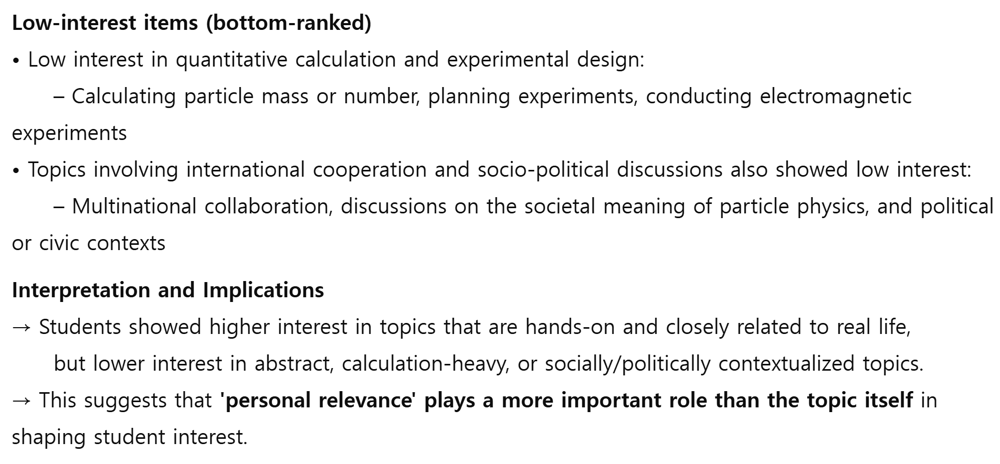 Low-interest items (bottom-ranked)
• Low interest in quantitative calculation and experimental design:
– Calculating particle mass or number, planning experiments, conducting electromagnetic
experiments
• Topics involving international cooperation and socio-political discussions also showed low interest:
– Multinational collaboration, discussions on the societal meaning of particle physics, and political
or civic contexts
Interpretation and Implications
→ Students showed higher interest in topics that are hands-on and closely related to real life,
but lower interest in abstract, calculation-heavy, or socially/politically contextualized topics.
→ This suggests that 'personal relevance' plays a more important role than the topic itself in
shaping student interest.